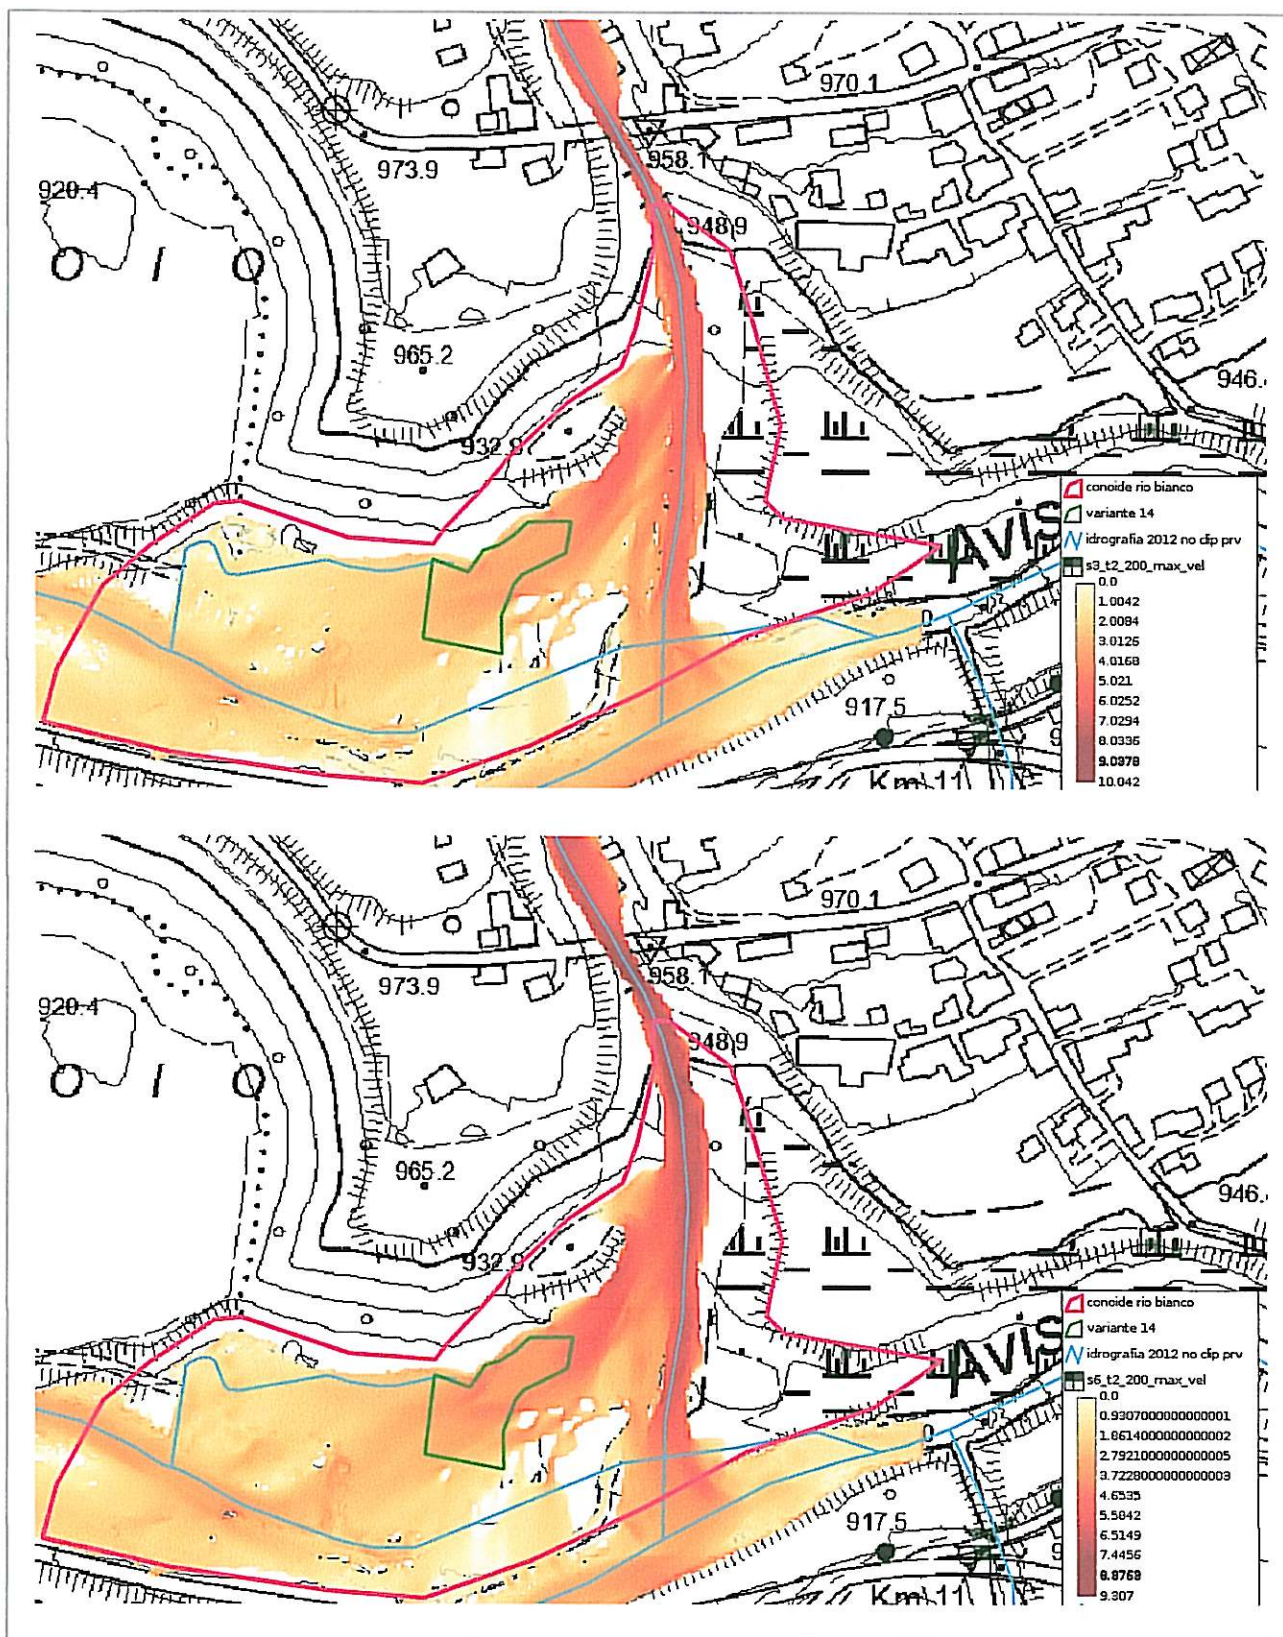 970.1
958.1
973.9
948.9
920.4
O I O
965.2
946.
932.9
conoide rio bianco
variante 14
idrografia 2012 no clip prv
s3_t2_200_max_vel
0.0
1.0042
2.0084
3.0126
4.0168
5.021
6.0252
7.0294
8.0336
9.0378
10.042
AVIS
917.5
Km 11
970.1
958.1
973.9
948.9
920.4
O I O
965.2
946.
932.9
conoide rio bianco
variante 14
idrografia 2012 no clip prv
s6_t2_200_max_vel
0.0
0.9307000000000001
1.8614000000000002
2.7921000000000005
3.7228000000000003
4.6535
5.5842
6.5149
7.4456
8.3763
9.307
AVIS
917.5
Km 11